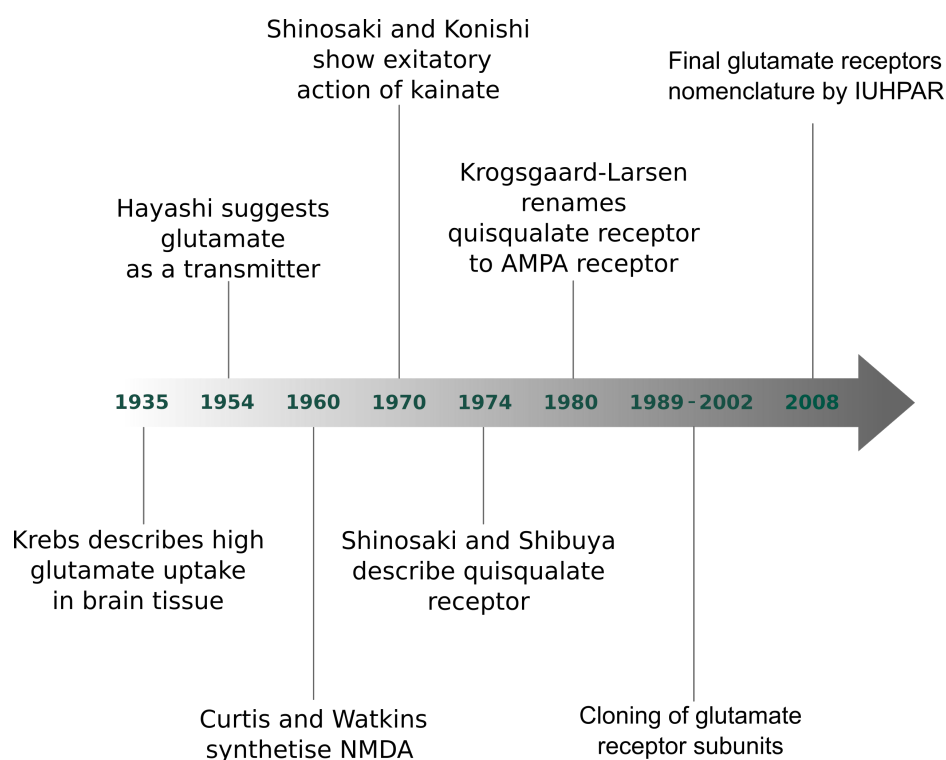 Shinosaki and Konishi
show exitatory
action of kainate
Final glutamate receptors
nomenclature by IUHPAR
Krogsgaard-Larsen
renames
quisqualate receptor
to AMPA receptor
Hayashi suggests
glutamate
as a transmitter
1935 1954 1960 1970 1974 1980 1989-2002 2008
Krebs describes high
glutamate uptake
in brain tissue
Shinosaki and Shibuya
describe quisqualate
receptor
Curtis and Watkins
synthetise NMDA
Cloning of glutamate
receptor subunits